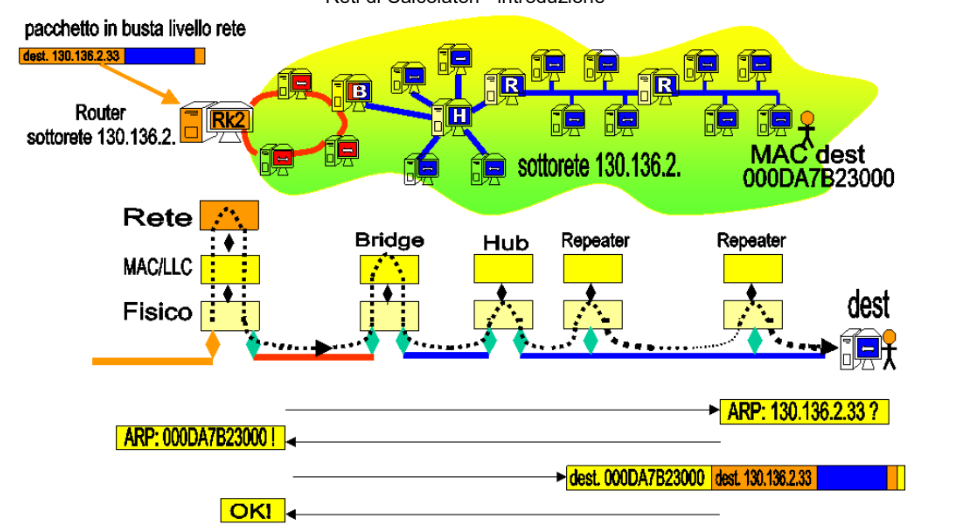 Reti di Calcolatori - Introduzione
pacchetto in busta livello rete
dest. 130.136.2.33
Router
sottorete 130.136.2.
Rk2
B
H
R
R
sottorete 130.136.2.
MAC dest
000DA7B23000
Rete
MAC/LLC
Fisico
Bridge
Hub
Repeater
Repeater
dest
ARP: 130.136.2.33 ?
ARP: 000DA7B23000 !
dest. 000DA7B23000 dest. 130.136.2.33
OK!